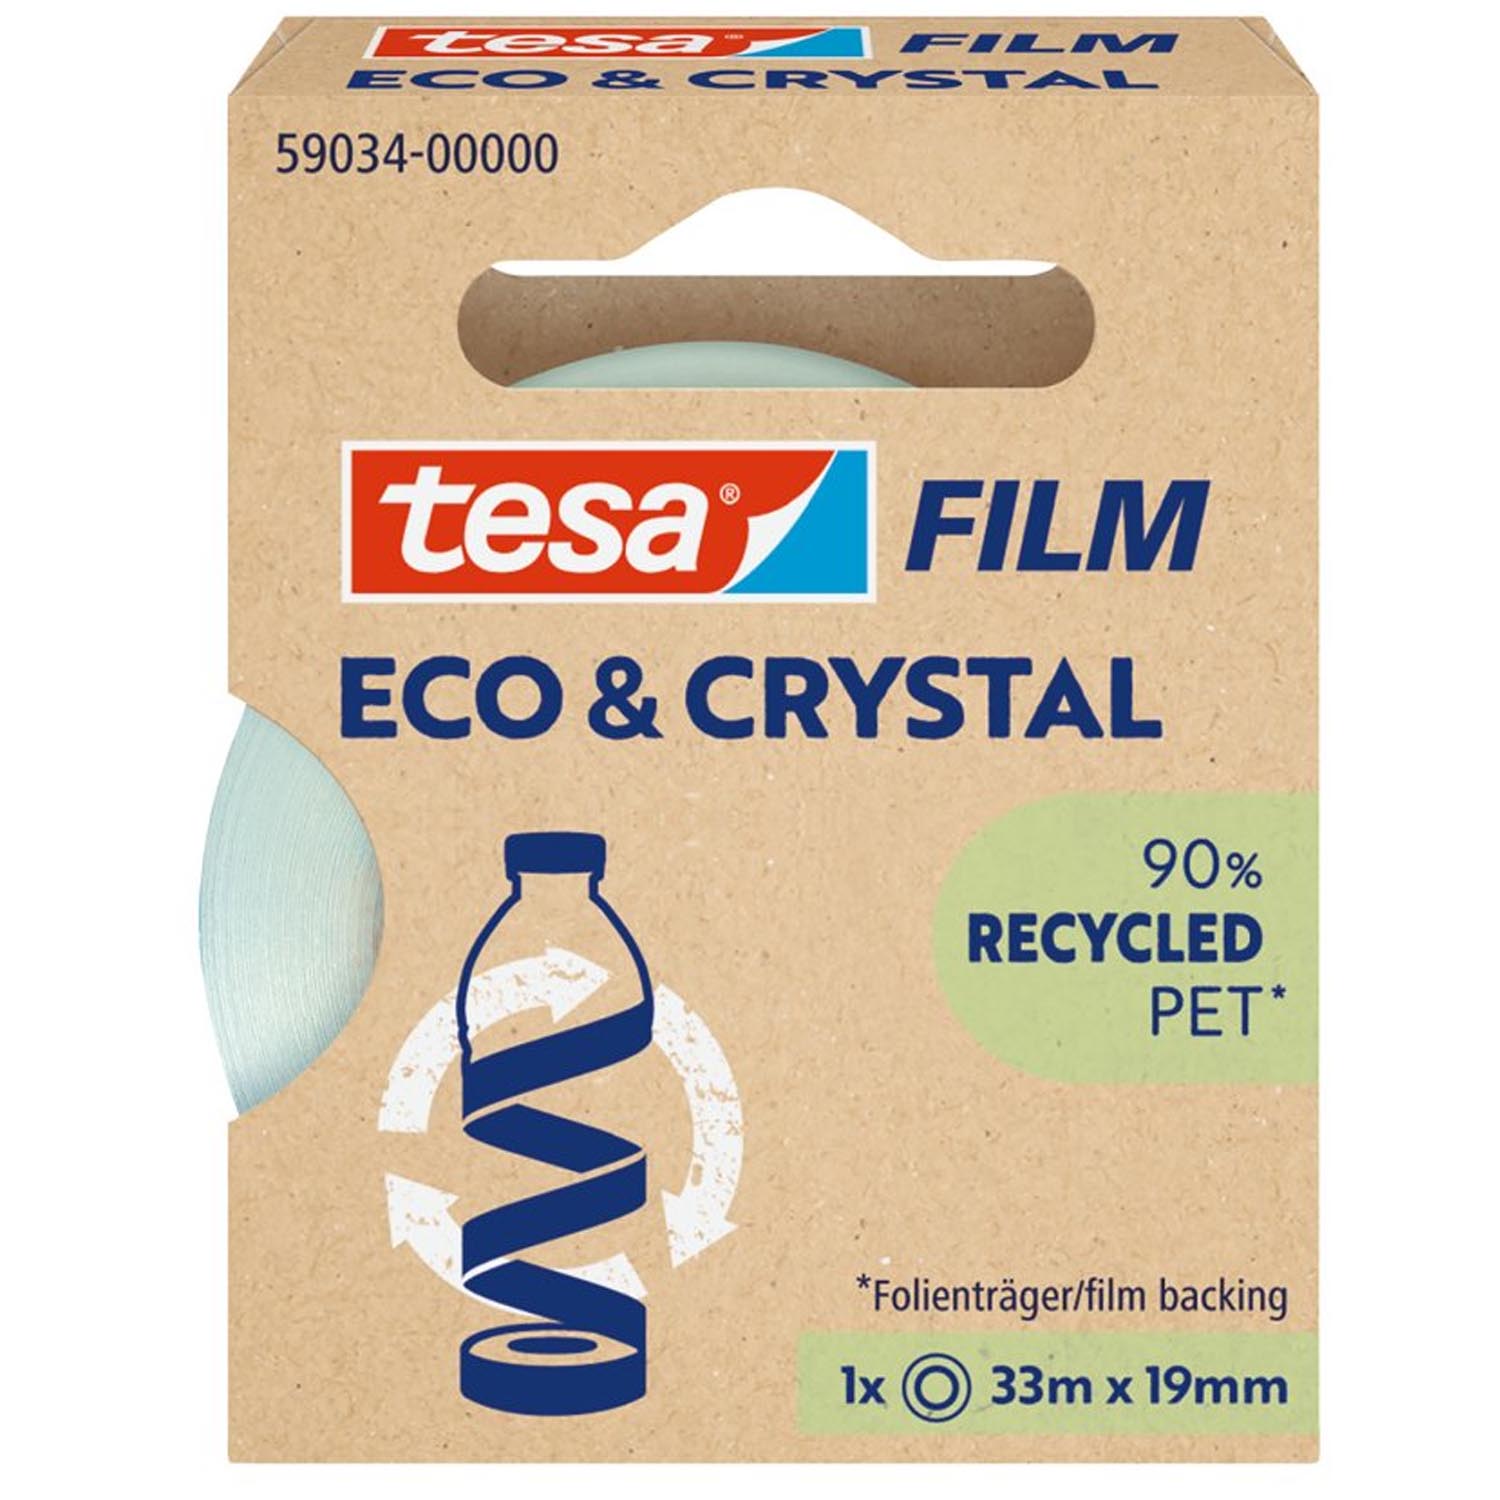 tesa® FILM
ECO & CRYSTAL
59034-00000
tesa® FILM
ECO & CRYSTAL
90%
RECYCLED
PET*
*Folienträger/film backing
1x 33m x 19mm